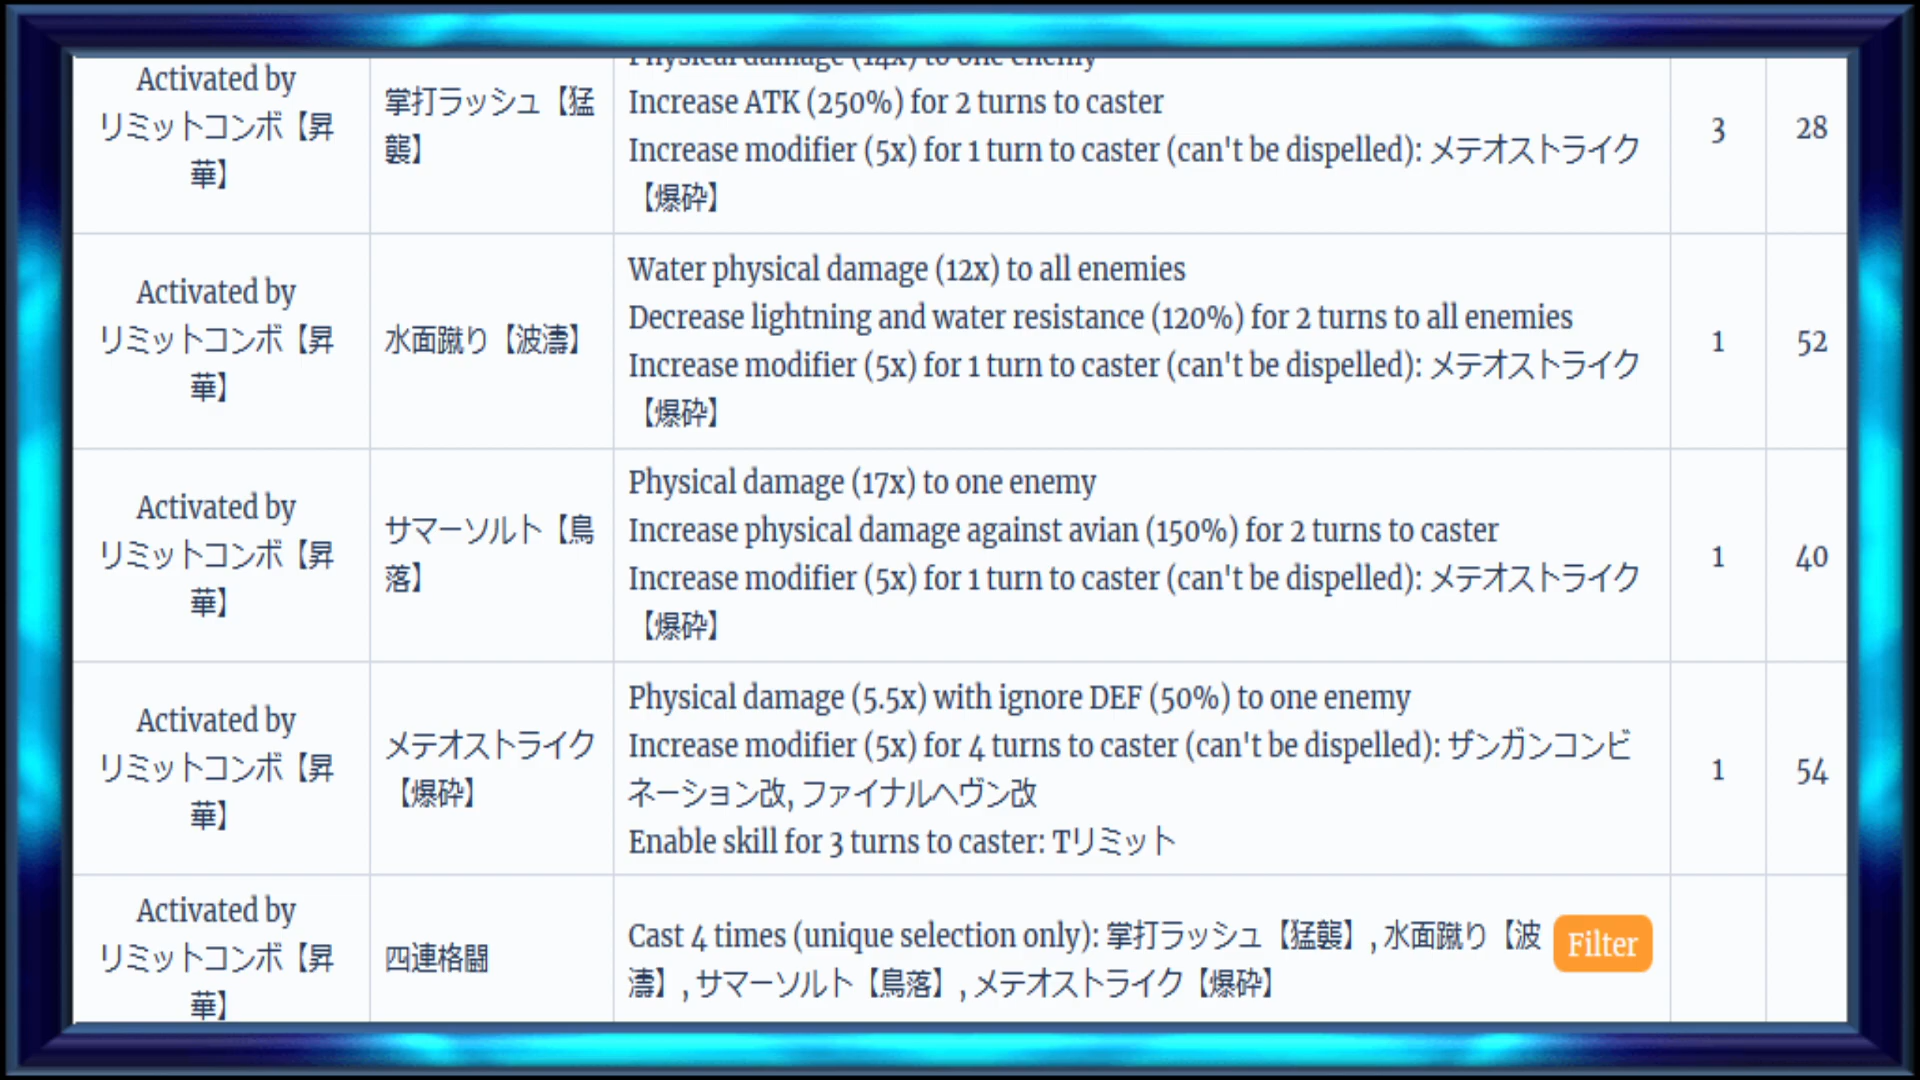 Physical damage (14x) to one enemy
Activated by
リミットコンボ【昇
華】
掌打ラッシュ【猛
襲】
Increase ATK (250%) for 2 turns to caster
Increase modifier (5x) for 1 turn to caster (can't be dispelled): メテオストライク
【爆砕】
3
28
Activated by
リミットコンボ【昇
華】
水面蹴り【波濤】
Water physical damage (12x) to all enemies
Decrease lightning and water resistance (120%) for 2 turns to all enemies
Increase modifier (5x) for 1 turn to caster (can't be dispelled): メテオストライク
【爆砕】
1
52
Activated by
リミットコンボ【昇
華】
サマーソルト【鳥
落】
Physical damage (17x) to one enemy
Increase physical damage against avian (150%) for 2 turns to caster
Increase modifier (5x) for 1 turn to caster (can't be dispelled): メテオストライク
【爆砕】
1
40
Activated by
リミットコンボ【昇
華】
メテオストライク
【爆砕】
Physical damage (5.5x) with ignore DEF (50%) to one enemy
Increase modifier (5x) for 4 turns to caster (can't be dispelled): ザンガンコンビ
ネーション改, ファイナルヘヴン改
Enable skill for 3 turns to caster: Tリミット
1
54
Activated by
リミットコンボ【昇
華】
四連格闘
Cast 4 times (unique selection only): 掌打ラッシュ【猛襲】, 水面蹴り【波
濤】, サマーソルト【鳥落】, メテオストライク【爆砕】
Filter